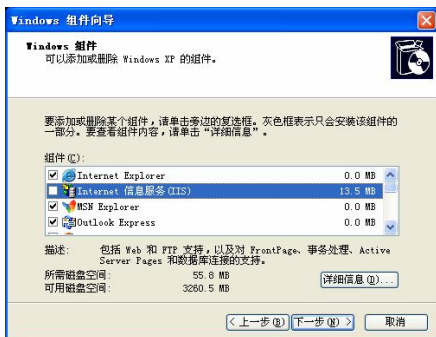 Windows 组件向导
Windows 组件
可以添加或删除 Windows XP 的组件。
要添加或删除某个组件，请单击旁边的复选框。灰色框表示只会安装该组件的
一部分。要查看组件内容，请单击“详细信息”。
组件(C):
Internet Explorer 0.0 MB
Internet 信息服务(IIS) 13.5 MB
MSN Explorer 0.0 MB
Outlook Express 0.0 MB
描述: 包括 Web 和 FTP 支持，以及对 FrontPage、事务处理、Active
Server Pages 和数据库连接的支持。
所需磁盘空间: 55.8 MB
可用磁盘空间: 3260.5 MB
详细信息(D)...
< 上一步(B) 下一步(N) > 取消